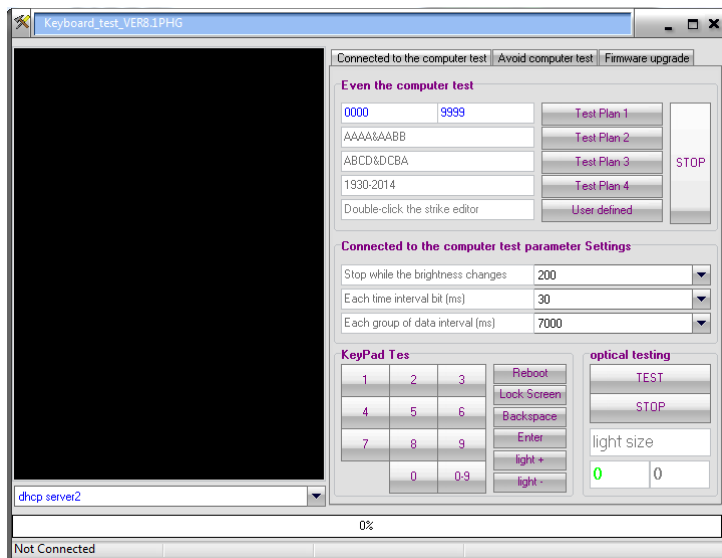 Keyboard_test_VER8.1PHG
Connected to the computer test Avoid computer test Firmware upgrade
Even the computer test
0000 9999 Test Plan 1
AAAA&AABB Test Plan 2
ABCD&DCBA Test Plan 3 STOP
1930-2014 Test Plan 4
Double-click the strike editor User defined
Connected to the computer test parameter Settings
Stop while the brightness changes 200
Each time interval bit (ms) 30
Each group of data interval (ms) 7000
KeyPad Tes
1 2 3 Reboot
Lock Screen
4 5 6 Backspace
7 8 9 Enter
light +
0 0-9 light -
optical testing
TEST
STOP
light size
0 0
dhcp server2
0%
Not Connected